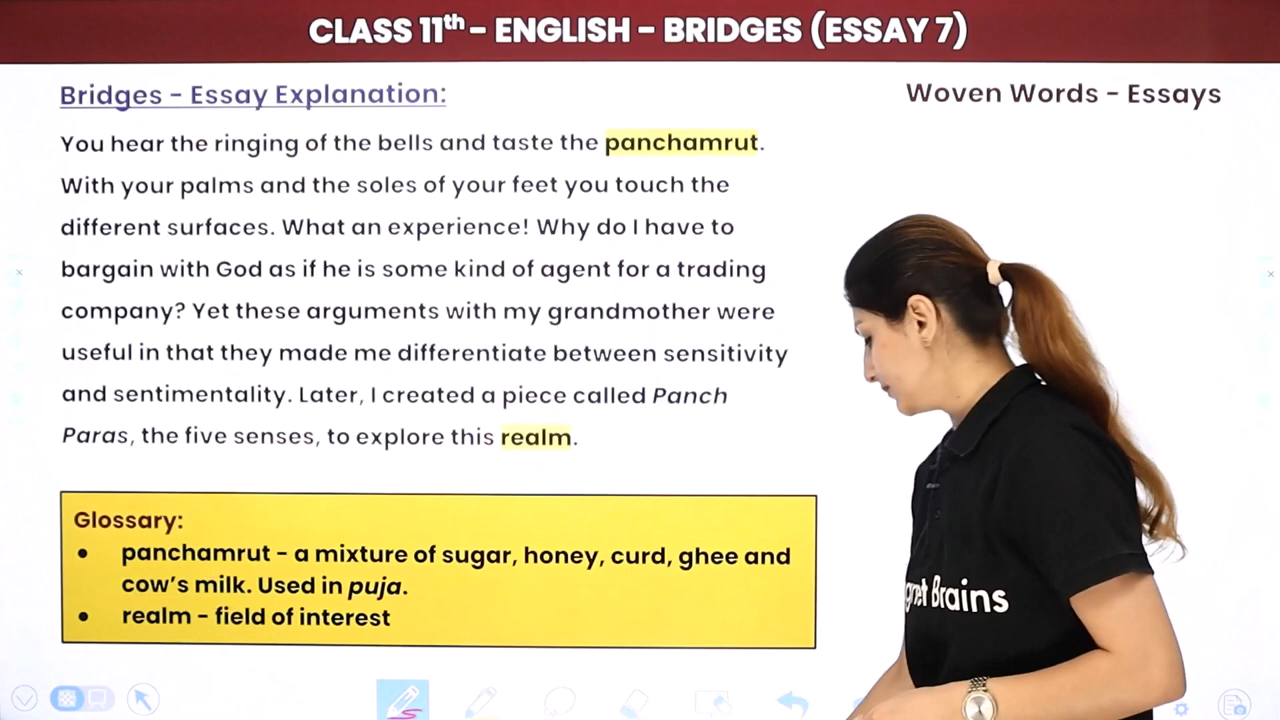 CLASS 11th – ENGLISH – BRIDGES (ESSAY 7)
Bridges – Essay Explanation:
Woven Words – Essays
You hear the ringing of the bells and taste the panchamrut.
With your palms and the soles of your feet you touch the
different surfaces. What an experience! Why do I have to
bargain with God as if he is some kind of agent for a trading
company? Yet these arguments with my grandmother were
useful in that they made me differentiate between sensitivity
and sentimentality. Later, I created a piece called Panch
Paras, the five senses, to explore this realm.
Glossary:
• panchamrut – a mixture of sugar, honey, curd, ghee and
cow's milk. Used in puja.
• realm – field of interest
Brains